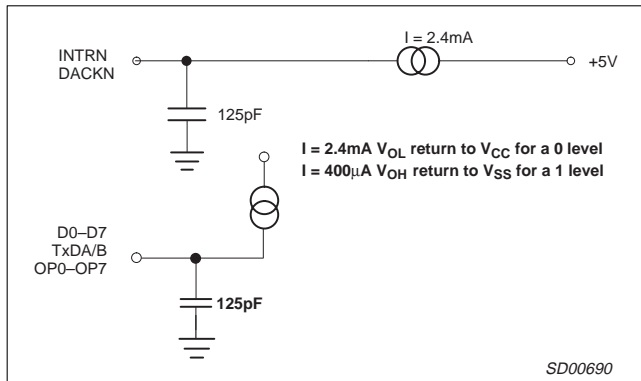 I = 2.4mA
INTRN
DACKN
+5V
125pF
I = 2.4mA VOL return to VCC for a 0 level
I = 400μA VOH return to VSS for a 1 level
D0–D7
TxDA/B
OP0–OP7
125pF
SD00690